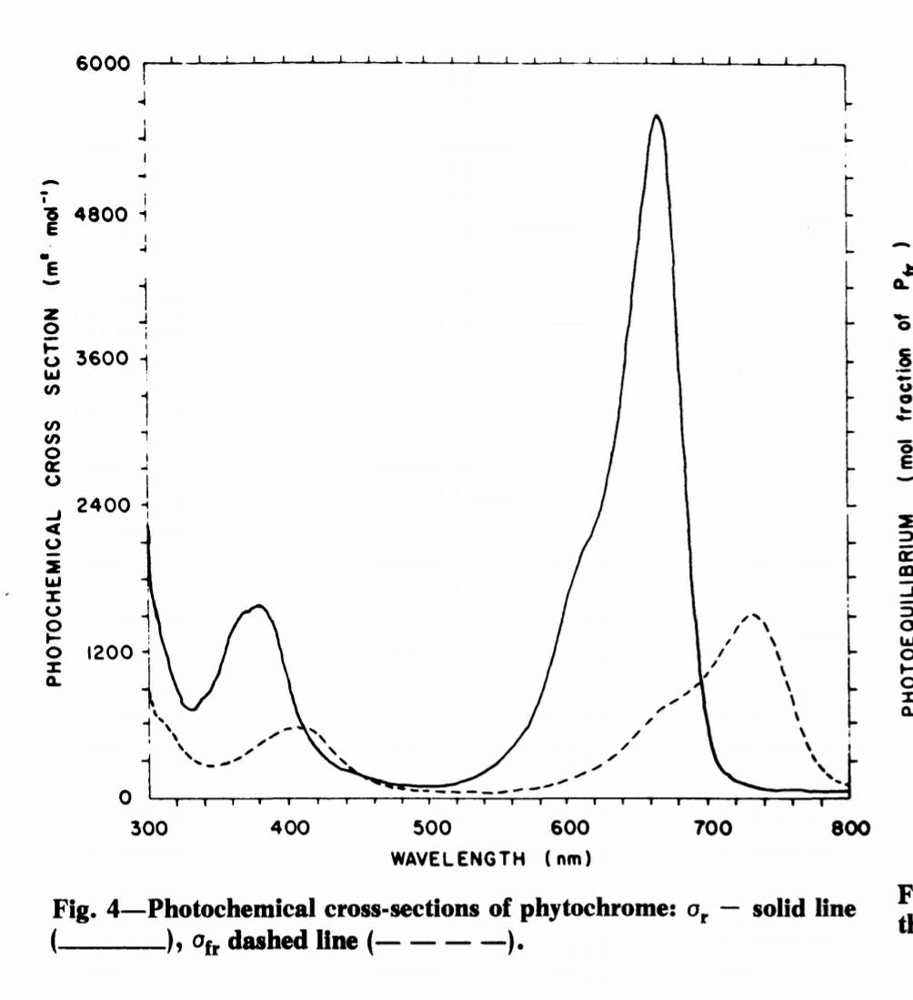 6000
4800
3600
2400
1200
0
PHOTOCHEMICAL CROSS SECTION (m² mol⁻¹)
300 400 500 600 700 800
WAVELENGTH (nm)
Fig. 4—Photochemical cross-sections of phytochrome: σr — solid line
(________), σfr dashed line (— — — —).
PHOTOEQUILIBRIUM (mol fraction of Pfr)
F
th